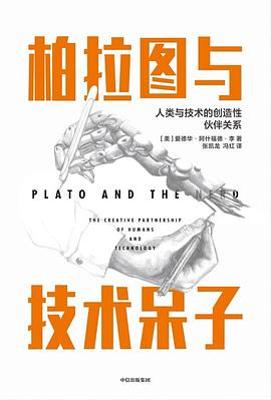 柏拉图与
人类与技术的创造性
伙伴关系
[美]爱德华·阿什福德·李 著
张凯龙 冯红 译
PLATO AND THE NERD
THE CREATIVE PARTNERSHIP
OF HUMANS
AND
TECHNOLOGY
技术呆子
中信出版集团